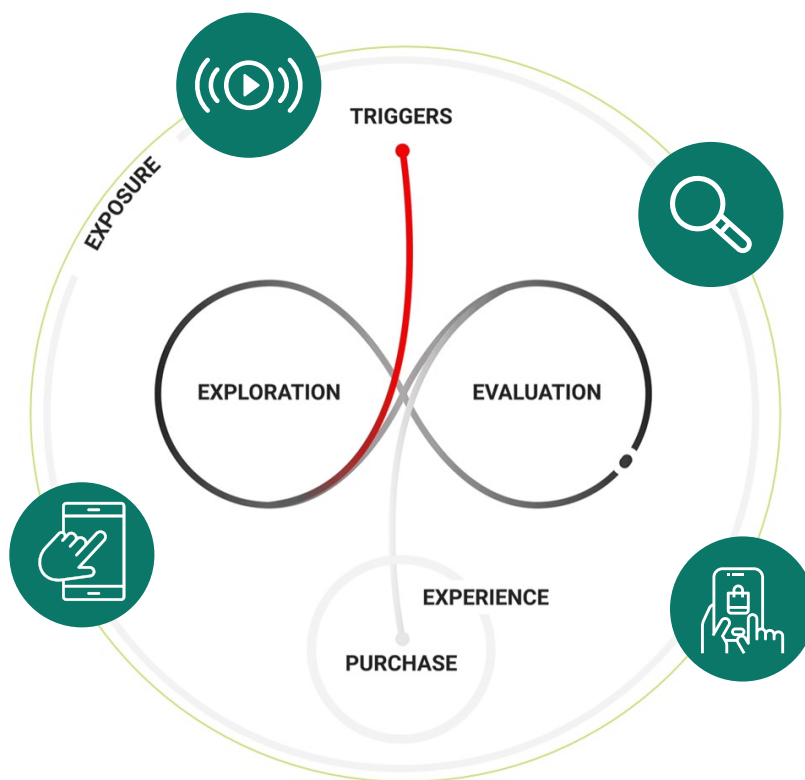 TRIGGERS
EXPOSURE
EXPLORATION
EVALUATION
EXPERIENCE
PURCHASE